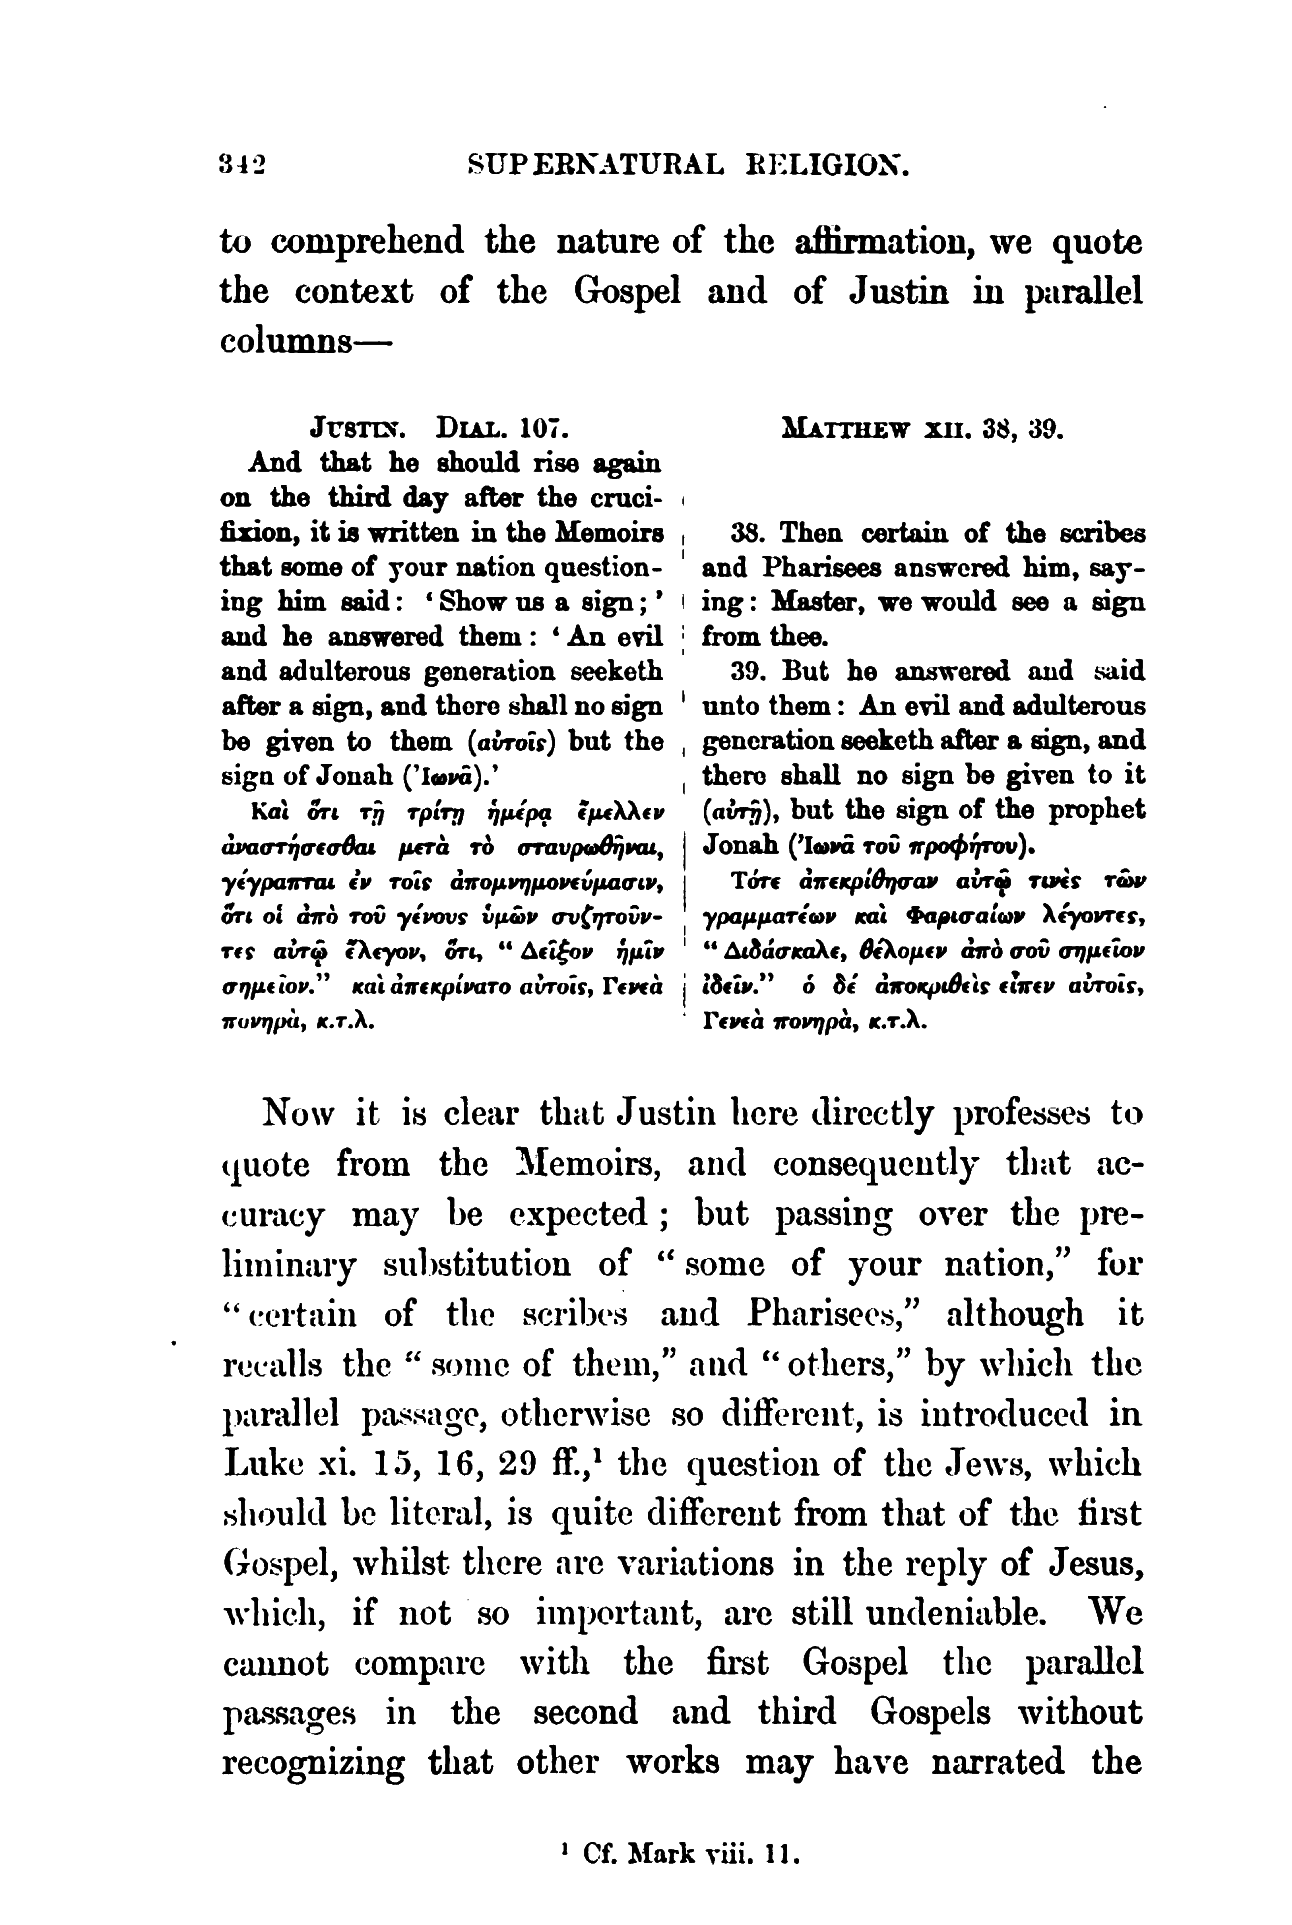 342 SUPERNATURAL RELIGION.
to comprehend the nature of the affirmation, we quote
the context of the Gospel and of Justin in parallel
columns—
JUSTIN. DIAL. 107.
And that he should rise again
on the third day after the cruci-
fixion, it is written in the Memoirs
that some of your nation question-
ing him said: ‘Show us a sign;’
and he answered them: ‘An evil
and adulterous generation seeketh
after a sign, and there shall no sign
be given to them (αὐτοῖς) but the
sign of Jonah (Ἰωνᾶ).’
Καὶ ὅτι τῇ τρίτῃ ἡμέρᾳ ἔμελλεν
ἀναστήσεσθαι μετὰ τὸ σταυρωθῆναι,
γέγραπται ἐν τοῖς ἀπομνημονεύμασιν,
ὅτι οἱ ἀπὸ τοῦ γένους ὑμῶν συζητοῦν-
τες αὐτῷ ἔλεγον, ὅτι, “Δεῖξον ἡμῖν
σημεῖον.” καὶ ἀπεκρίνατο αὐτοῖς, Γενεὰ
πονηρὰ, κ.τ.λ.
MATTHEW XII. 38, 39.
38. Then certain of the scribes
and Pharisees answered him, say-
ing: Master, we would see a sign
from thee.
39. But he answered and said
unto them: An evil and adulterous
generation seeketh after a sign, and
there shall no sign be given to it
(αὐτῇ), but the sign of the prophet
Jonah (Ἰωνᾶ τοῦ προφήτου).
Τότε ἀπεκρίθησαν αὐτῷ τινὲς τῶν
γραμματέων καὶ Φαρισαίων λέγοντες,
“Διδάσκαλε, θέλομεν ἀπὸ σοῦ σημεῖον
ἰδεῖν.” ὁ δέ ἀποκριθεὶς εἶπεν αὐτοῖς,
Γενεὰ πονηρὰ, κ.τ.λ.
Now it is clear that Justin here directly professes to
quote from the Memoirs, and consequently that ac-
curacy may be expected; but passing over the pre-
liminary substitution of “some of your nation,” for
“certain of the scribes and Pharisees,” although it
recalls the “some of them,” and “others,” by which the
parallel passage, otherwise so different, is introduced in
Luke xi. 15, 16, 29 ff.,¹ the question of the Jews, which
should be literal, is quite different from that of the first
Gospel, whilst there are variations in the reply of Jesus,
which, if not so important, are still undeniable. We
cannot compare with the first Gospel the parallel
passages in the second and third Gospels without
recognizing that other works may have narrated the
¹ Cf. Mark viii. 11.